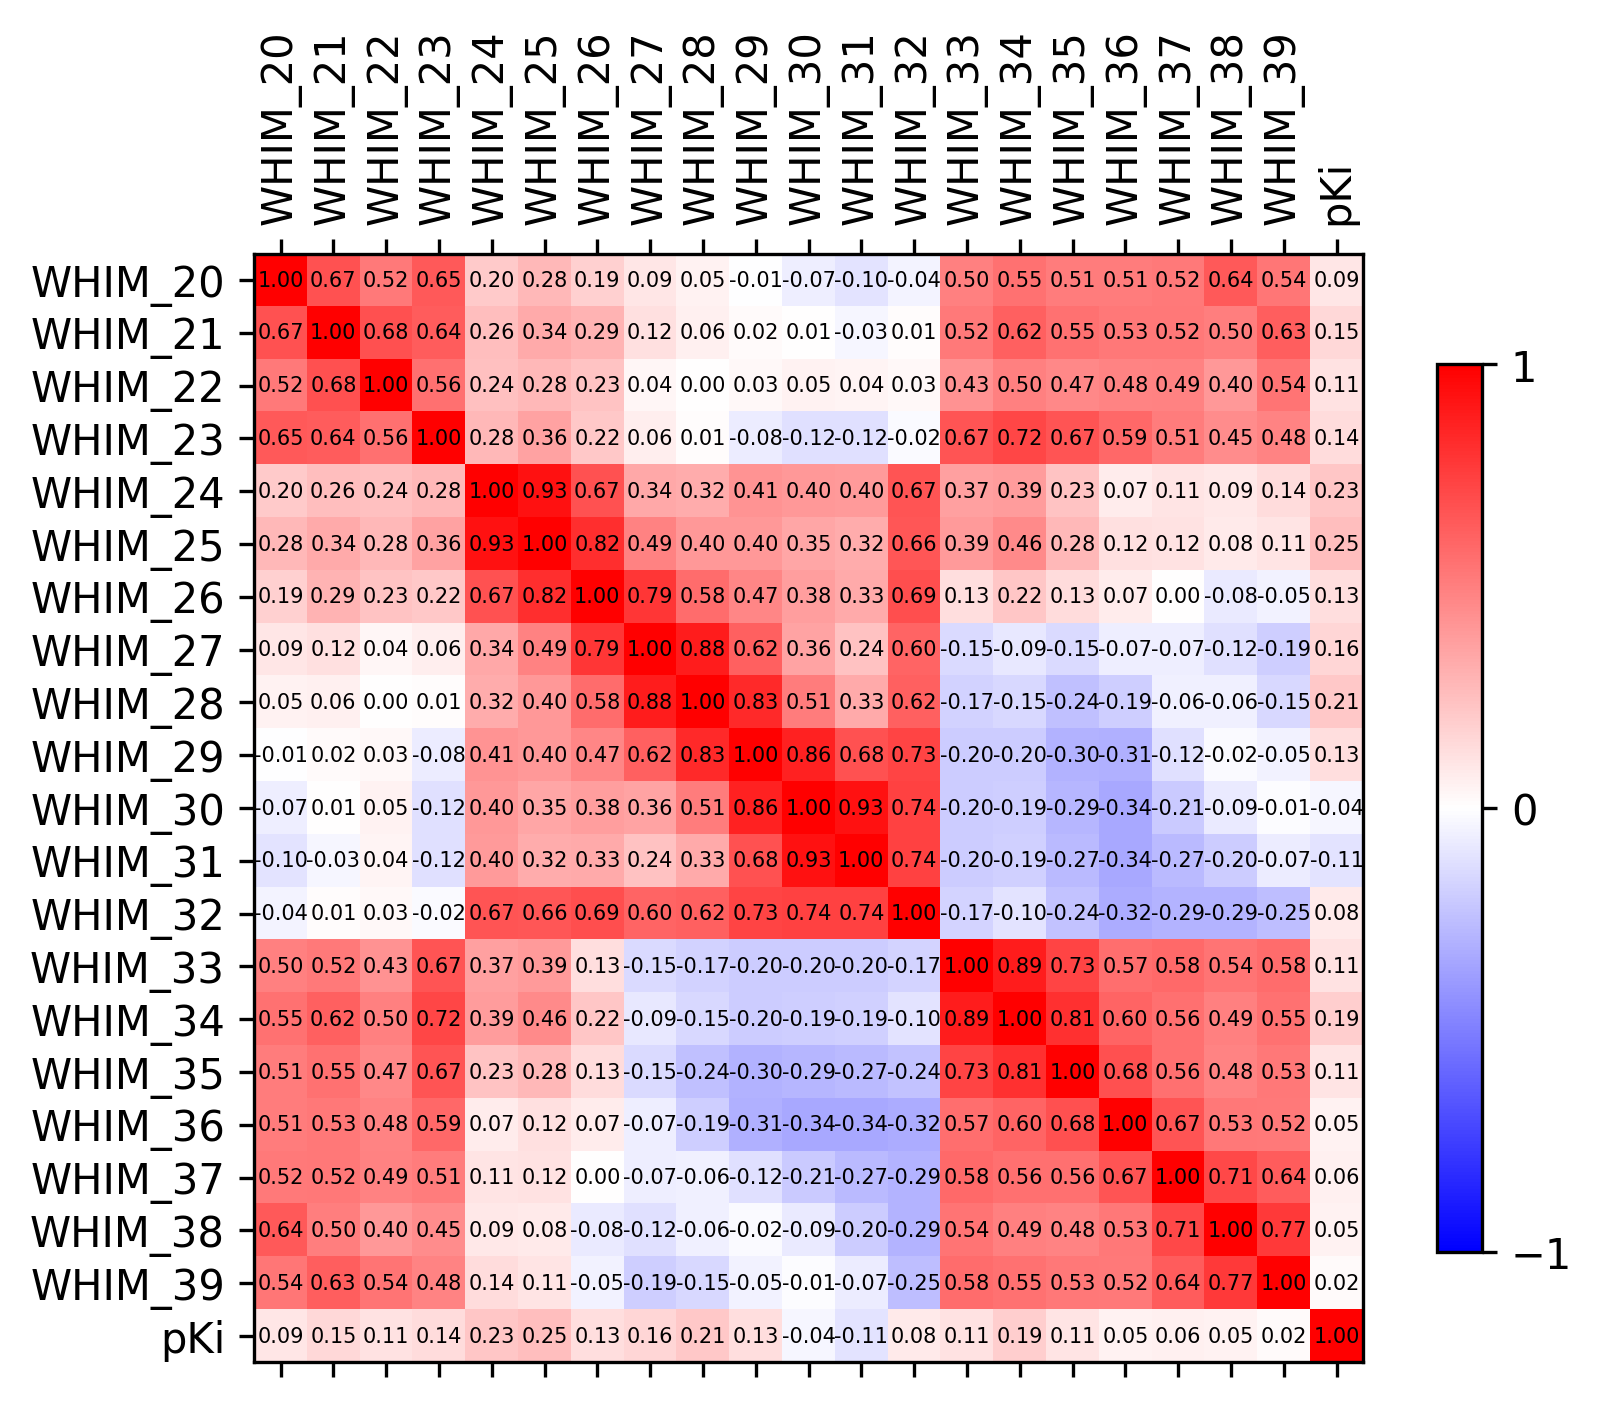 WHIM_20 WHIM_21 WHIM_22 WHIM_23 WHIM_24 WHIM_25 WHIM_26 WHIM_27 WHIM_28 WHIM_29 WHIM_30 WHIM_31 WHIM_32 WHIM_33 WHIM_34 WHIM_35 WHIM_36 WHIM_37 WHIM_38 WHIM_39 pKi
WHIM_20 1.00 0.67 0.52 0.65 0.20 0.28 0.19 0.09 0.05 -0.01 -0.07 -0.10 -0.04 0.50 0.55 0.51 0.51 0.52 0.64 0.54 0.09
WHIM_21 0.67 1.00 0.68 0.64 0.26 0.34 0.29 0.12 0.06 0.02 0.01 -0.03 0.01 0.52 0.62 0.55 0.53 0.52 0.50 0.63 0.15
WHIM_22 0.52 0.68 1.00 0.56 0.24 0.28 0.23 0.04 0.00 0.03 0.05 0.04 0.03 0.43 0.50 0.47 0.48 0.49 0.40 0.54 0.11
WHIM_23 0.65 0.64 0.56 1.00 0.28 0.36 0.22 0.06 0.01 -0.08 -0.12 -0.12 -0.02 0.67 0.72 0.67 0.59 0.51 0.45 0.48 0.14
WHIM_24 0.20 0.26 0.24 0.28 1.00 0.93 0.67 0.34 0.32 0.41 0.40 0.40 0.67 0.37 0.39 0.23 0.07 0.11 0.09 0.14 0.23
WHIM_25 0.28 0.34 0.28 0.36 0.93 1.00 0.82 0.49 0.40 0.40 0.35 0.32 0.66 0.39 0.46 0.28 0.12 0.12 0.08 0.11 0.25
WHIM_26 0.19 0.29 0.23 0.22 0.67 0.82 1.00 0.79 0.58 0.47 0.38 0.33 0.69 0.13 0.22 0.13 0.07 0.00 -0.08 -0.05 0.13
WHIM_27 0.09 0.12 0.04 0.06 0.34 0.49 0.79 1.00 0.88 0.62 0.36 0.24 0.60 -0.15 -0.09 -0.15 -0.07 -0.07 -0.12 -0.19 0.16
WHIM_28 0.05 0.06 0.00 0.01 0.32 0.40 0.58 0.88 1.00 0.83 0.51 0.33 0.62 -0.17 -0.15 -0.24 -0.19 -0.06 -0.06 -0.15 0.21
WHIM_29 -0.01 0.02 0.03 -0.08 0.41 0.40 0.47 0.62 0.83 1.00 0.86 0.68 0.73 -0.20 -0.20 -0.30 -0.31 -0.12 -0.02 -0.05 0.13
WHIM_30 -0.07 0.01 0.05 -0.12 0.40 0.35 0.38 0.36 0.51 0.86 1.00 0.93 0.74 -0.20 -0.19 -0.29 -0.34 -0.21 -0.09 -0.01 -0.04
WHIM_31 -0.10 -0.03 0.04 -0.12 0.40 0.32 0.33 0.24 0.33 0.68 0.93 1.00 0.74 -0.20 -0.19 -0.27 -0.34 -0.27 -0.20 -0.07 -0.11
WHIM_32 -0.04 0.01 0.03 -0.02 0.67 0.66 0.69 0.60 0.62 0.73 0.74 0.74 1.00 -0.17 -0.10 -0.24 -0.32 -0.29 -0.29 -0.25 0.08
WHIM_33 0.50 0.52 0.43 0.67 0.37 0.39 0.13 -0.15 -0.17 -0.20 -0.20 -0.20 -0.17 1.00 0.89 0.73 0.57 0.58 0.54 0.58 0.11
WHIM_34 0.55 0.62 0.50 0.72 0.39 0.46 0.22 -0.09 -0.15 -0.20 -0.19 -0.19 -0.10 0.89 1.00 0.81 0.60 0.56 0.49 0.55 0.19
WHIM_35 0.51 0.55 0.47 0.67 0.23 0.28 0.13 -0.15 -0.24 -0.30 -0.29 -0.27 -0.24 0.73 0.81 1.00 0.68 0.56 0.48 0.53 0.11
WHIM_36 0.51 0.53 0.48 0.59 0.07 0.12 0.07 -0.07 -0.19 -0.31 -0.34 -0.34 -0.32 0.57 0.60 0.68 1.00 0.67 0.53 0.52 0.05
WHIM_37 0.52 0.52 0.49 0.51 0.11 0.12 0.00 -0.07 -0.06 -0.12 -0.21 -0.27 -0.29 0.58 0.56 0.56 0.67 1.00 0.71 0.64 0.06
WHIM_38 0.64 0.50 0.40 0.45 0.09 0.08 -0.08 -0.12 -0.06 -0.02 -0.09 -0.20 -0.29 0.54 0.49 0.48 0.53 0.71 1.00 0.77 0.05
WHIM_39 0.54 0.63 0.54 0.48 0.14 0.11 -0.05 -0.19 -0.15 -0.05 -0.01 -0.07 -0.25 0.58 0.55 0.53 0.52 0.64 0.77 1.00 0.02
pKi 0.09 0.15 0.11 0.14 0.23 0.25 0.13 0.16 0.21 0.13 -0.04 -0.11 0.08 0.11 0.19 0.11 0.05 0.06 0.05 0.02 1.00
1
0
−1